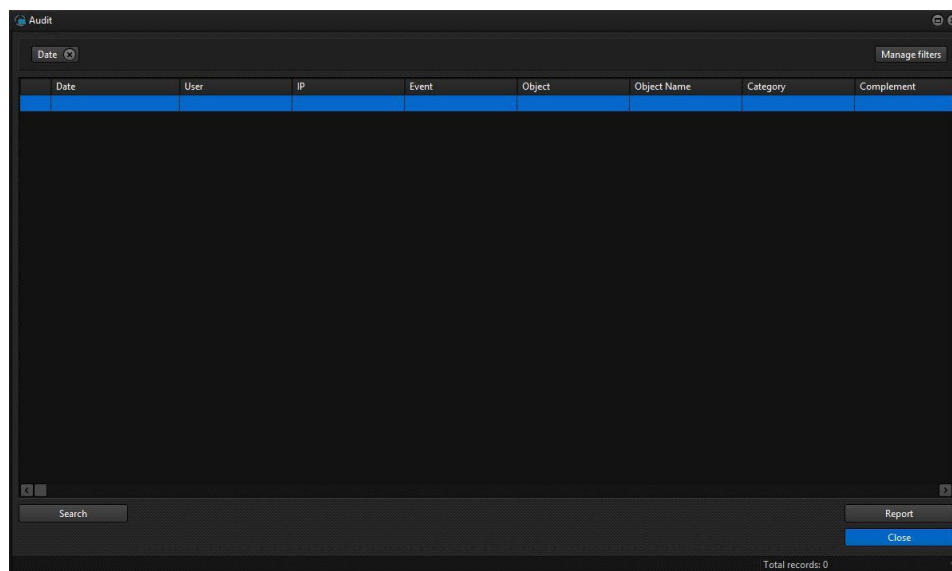 Audit
Date
Manage filters
Date User IP Event Object Object Name Category Complement
Search
Report
Close
Total records: 0